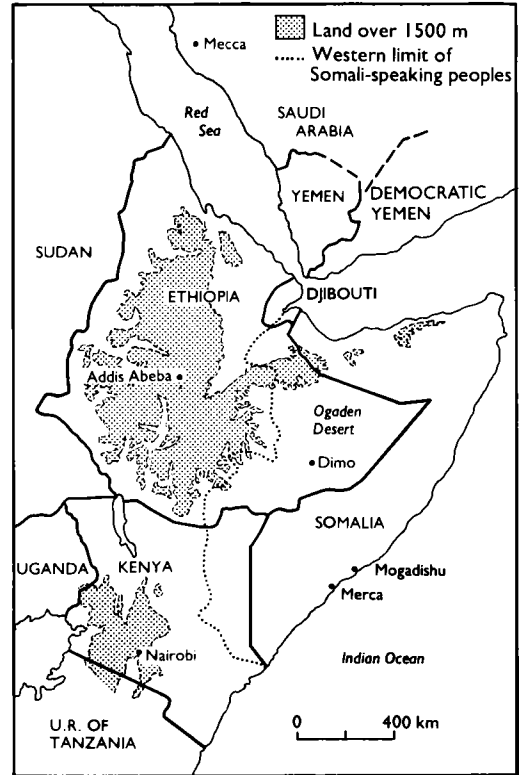 Land over 1500 m
Western limit of
Somali-speaking peoples
Mecca
Red
Sea
SAUDI
ARABIA
YEMEN
DEMOCRATIC
YEMEN
SUDAN
ETHIOPIA
DJIBOUTI
Addis Abeba
Ogaden
Desert
Dimo
SOMALIA
UGANDA
KENYA
Mogadishu
Merca
Nairobi
Indian Ocean
U.R. OF
TANZANIA
0 400 km